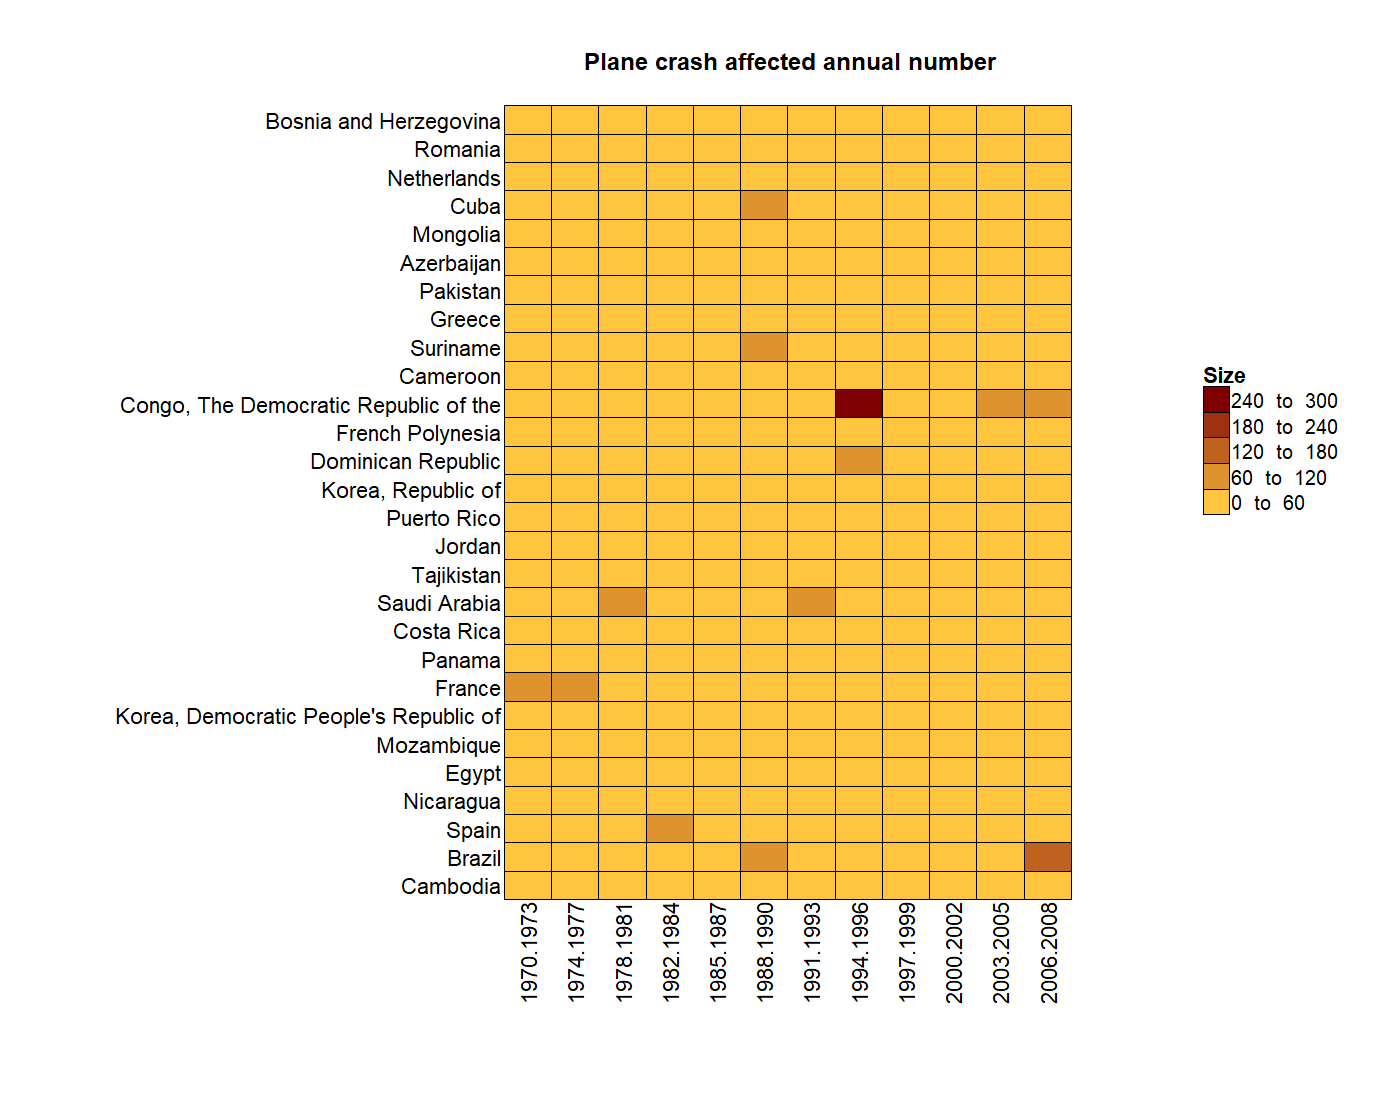 Plane crash affected annual number
Bosnia and Herzegovina
Romania
Netherlands
Cuba
Mongolia
Azerbaijan
Pakistan
Greece
Suriname
Cameroon
Congo, The Democratic Republic of the
French Polynesia
Dominican Republic
Korea, Republic of
Puerto Rico
Jordan
Tajikistan
Saudi Arabia
Costa Rica
Panama
France
Korea, Democratic People's Republic of
Mozambique
Egypt
Nicaragua
Spain
Brazil
Cambodia
1970.1973
1974.1977
1978.1981
1982.1984
1985.1987
1988.1990
1991.1993
1994.1996
1997.1999
2000.2002
2003.2005
2006.2008
Size
240 to 300
180 to 240
120 to 180
60 to 120
0 to 60